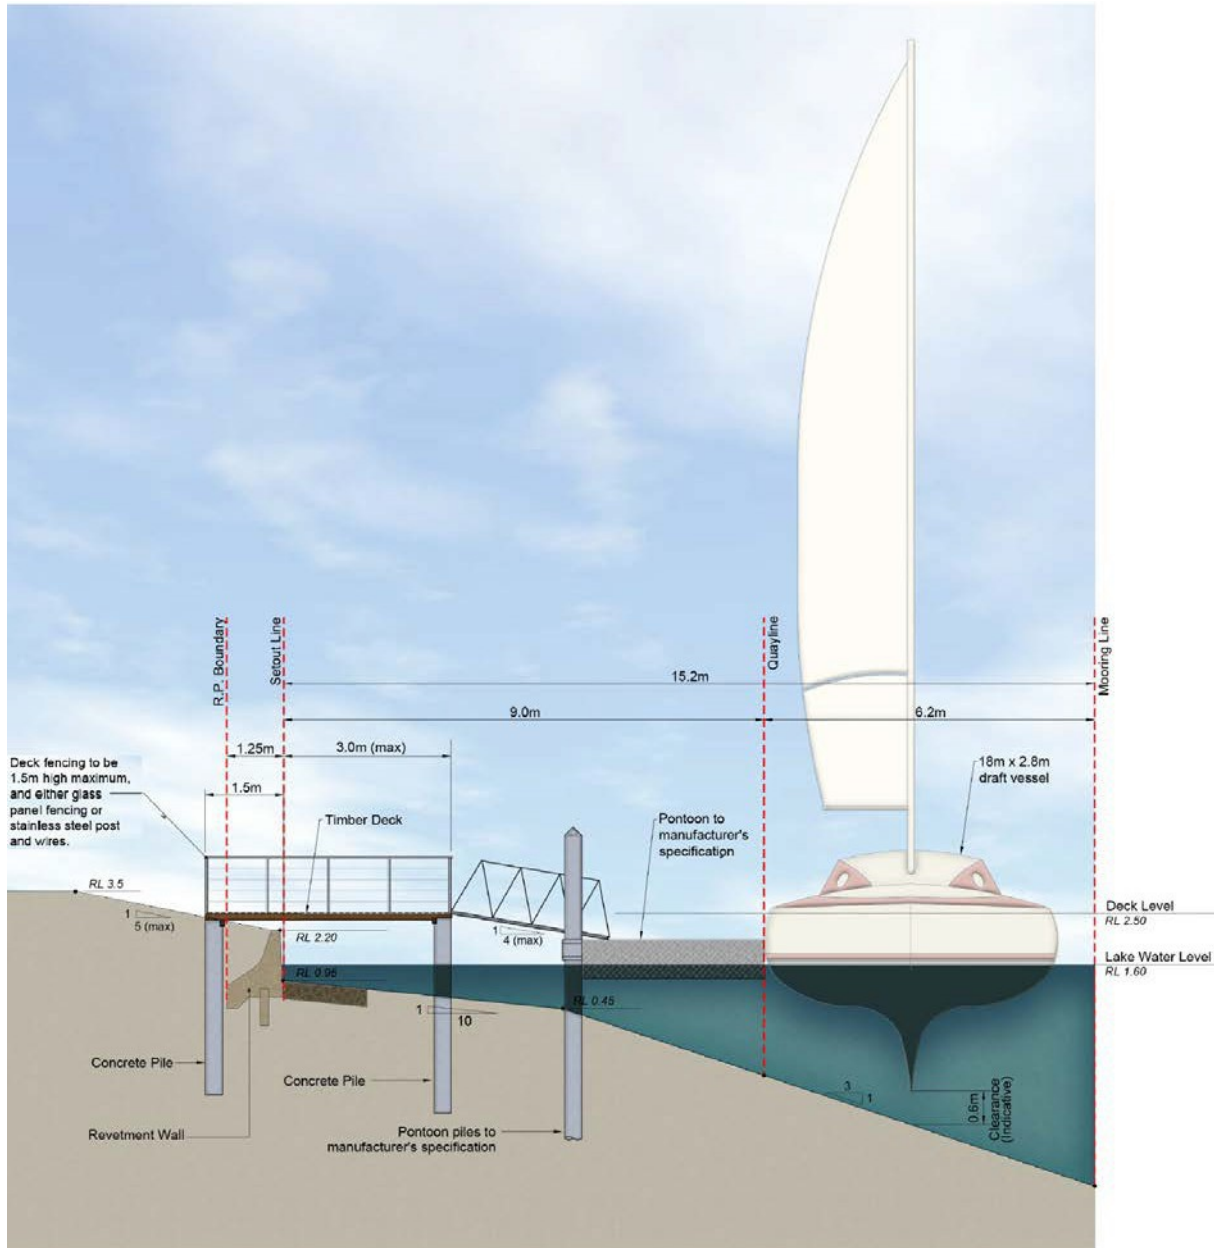 R.P. Boundary
Setout Line
Quayline
Mooring Line
15.2m
9.0m
6.2m
1.25m
3.0m (max)
1.5m
Deck fencing to be
1.5m high maximum,
and either glass
panel fencing or
stainless steel post
and wires.
Timber Deck
Pontoon to
manufacturer's
specification
18m x 2.8m
draft vessel
RL 3.5
1
5 (max)
RL 2.20
1
4 (max)
Deck Level
RL 2.50
Lake Water Level
RL 1.60
RL 0.95
RL 0.45
1
10
3
1
0.6m
Clearance
(Indicative)
Concrete Pile
Concrete Pile
Revetment Wall
Pontoon piles to
manufacturer's specification